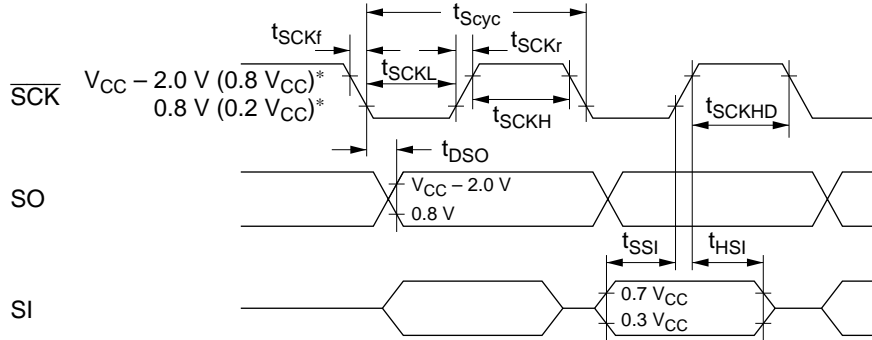 tScyc
tSCKf
tSCKr
SCK
VCC – 2.0 V (0.8 VCC)*
0.8 V (0.2 VCC)*
tSCKL
tSCKH
tSCKHD
tDSO
SO
VCC – 2.0 V
0.8 V
tSSI
tHSI
SI
0.7 VCC
0.3 VCC